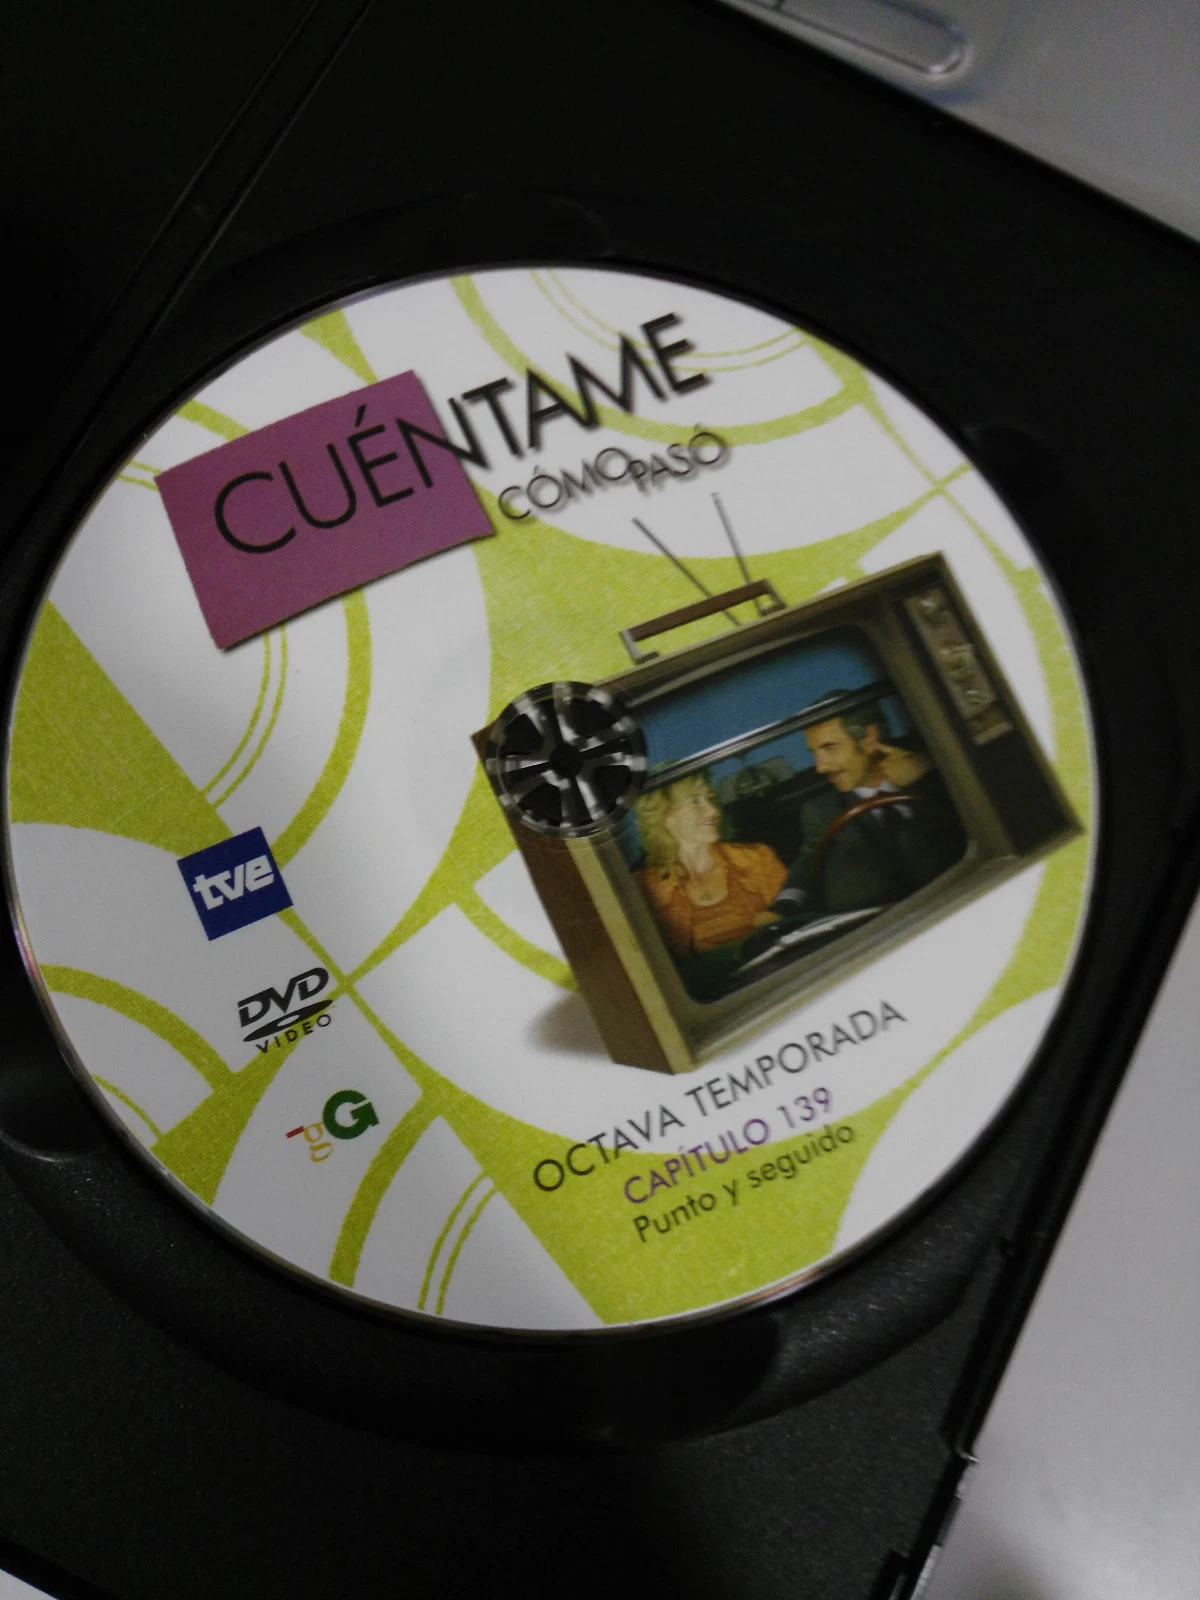 CUÉNTAME
CÓMO PASÓ
tve
DVD
VIDEO
gG
OCTAVA TEMPORADA
CAPÍTULO 139
Punto y seguido